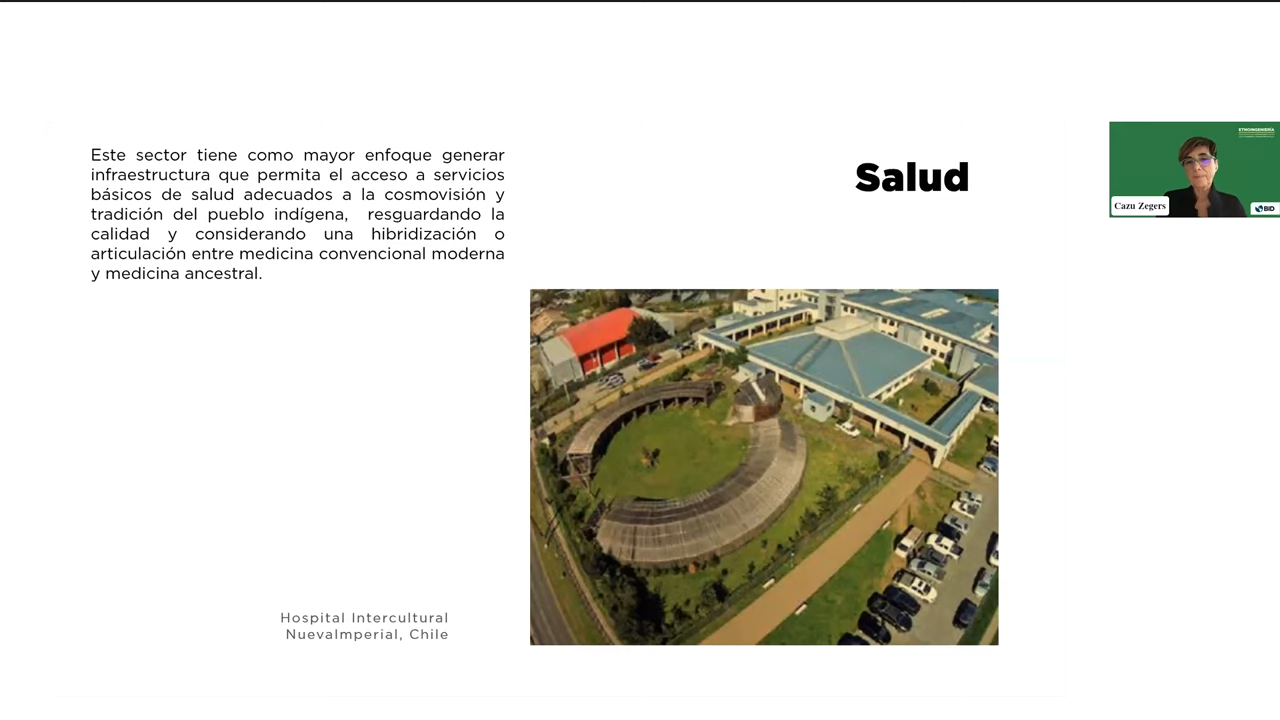 Este sector tiene como mayor enfoque generar
infraestructura que permita el acceso a servicios
básicos de salud adecuados a la cosmovisión y
tradición del pueblo indígena, resguardando la
calidad y considerando una hibridización o
articulación entre medicina convencional moderna
y medicina ancestral.
Salud
ETNOINGENIERÍA
Cazu Zegers
BID
Hospital Intercultural
NuevaImperial, Chile